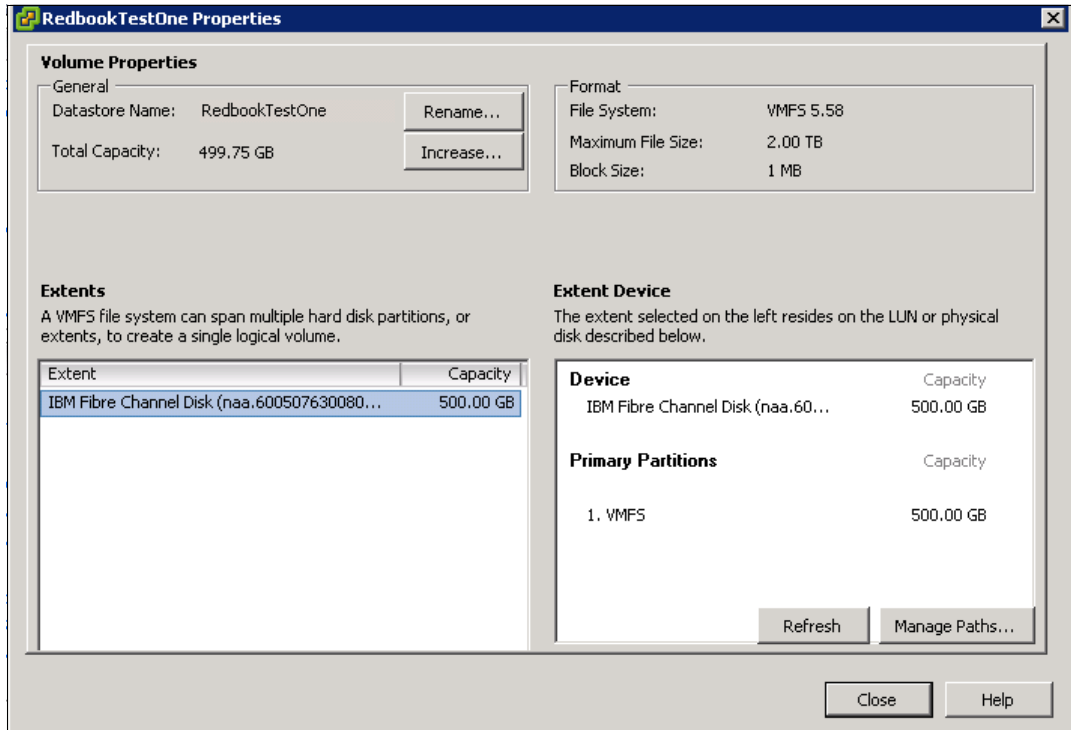 RedbookTestOne Properties
Volume Properties
General
Datastore Name: RedbookTestOne Rename...
Total Capacity: 499.75 GB Increase...
Format
File System: VMFS 5.58
Maximum File Size: 2.00 TB
Block Size: 1 MB
Extents
A VMFS file system can span multiple hard disk partitions, or
extents, to create a single logical volume.
Extent Capacity
IBM Fibre Channel Disk (naa.600507630080... 500.00 GB
Extent Device
The extent selected on the left resides on the LUN or physical
disk described below.
Device Capacity
IBM Fibre Channel Disk (naa.60... 500.00 GB
Primary Partitions Capacity
1. VMFS 500.00 GB
Refresh Manage Paths...
Close Help